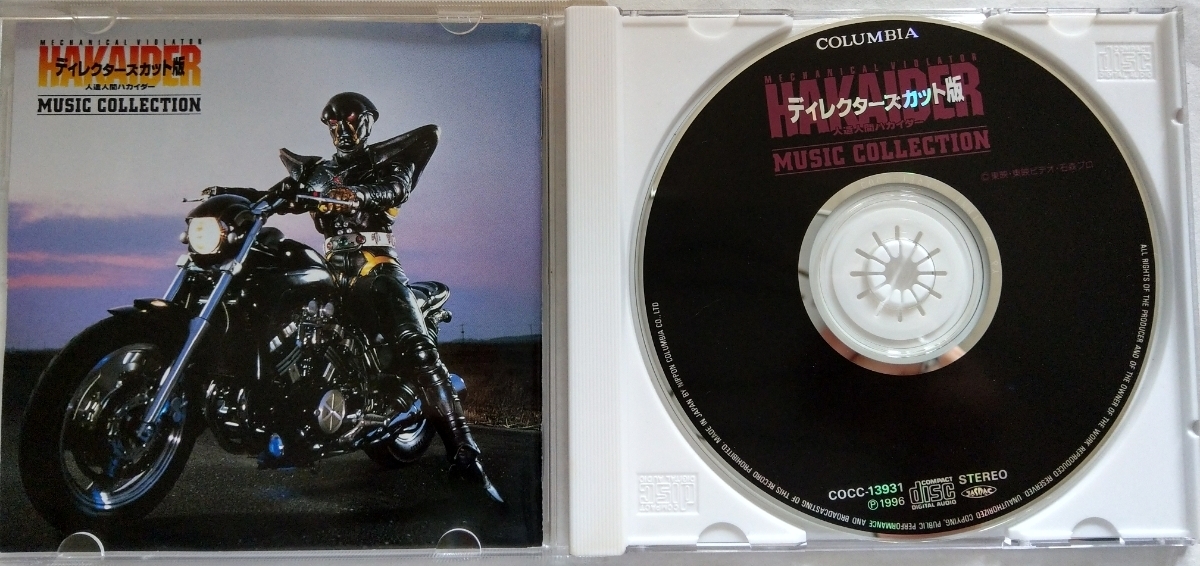 MECHANICAL VIOLATOR
HAKAIDER
ディレクターズカット版
人造人間ハカイダー
MUSIC COLLECTION
COLUMBIA
MECHANICAL VIOLATOR
HAKAIDER
ディレクターズカット版
人造人間ハカイダー
MUSIC COLLECTION
©東映・東映ビデオ・石森プロ
ALL RIGHTS OF THE PRODUCER AND OF THE OWNER OF THE WORK REPRODUCED RESERVED. UNAUTHORIZED COPYING, PUBLIC PERFORMANCE AND BROADCASTING OF THIS RECORD PROHIBITED. MADE IN JAPAN BY NIPPON COLUMBIA CO., LTD.
COCC-13931
℗1996
COMPACT
disc
DIGITAL AUDIO
STEREO
JASRAC